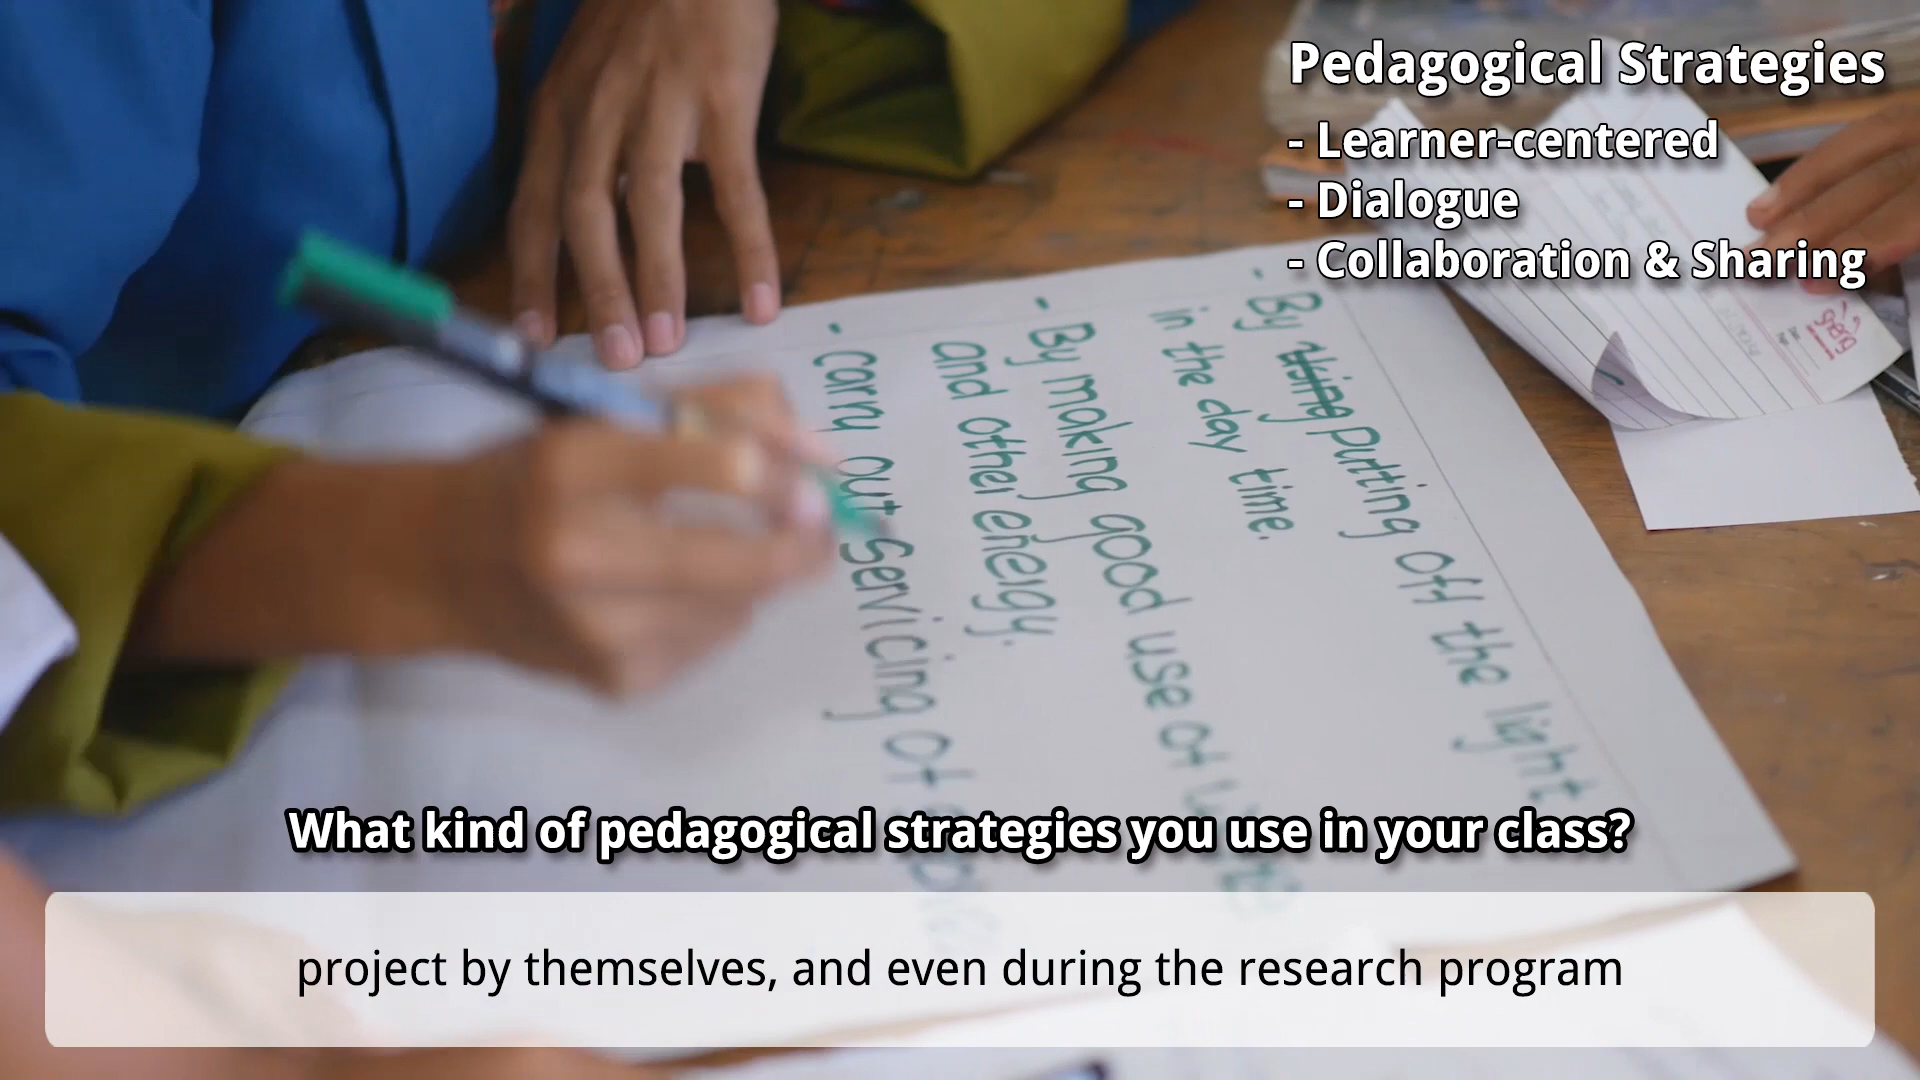 Pedagogical Strategies
- Learner-centered
- Dialogue
- Collaboration & Sharing
- By using putting off the light
in the day time.
- By making good use of
and other energy.
- carry out servicing of
What kind of pedagogical strategies you use in your class?
project by themselves, and even during the research program